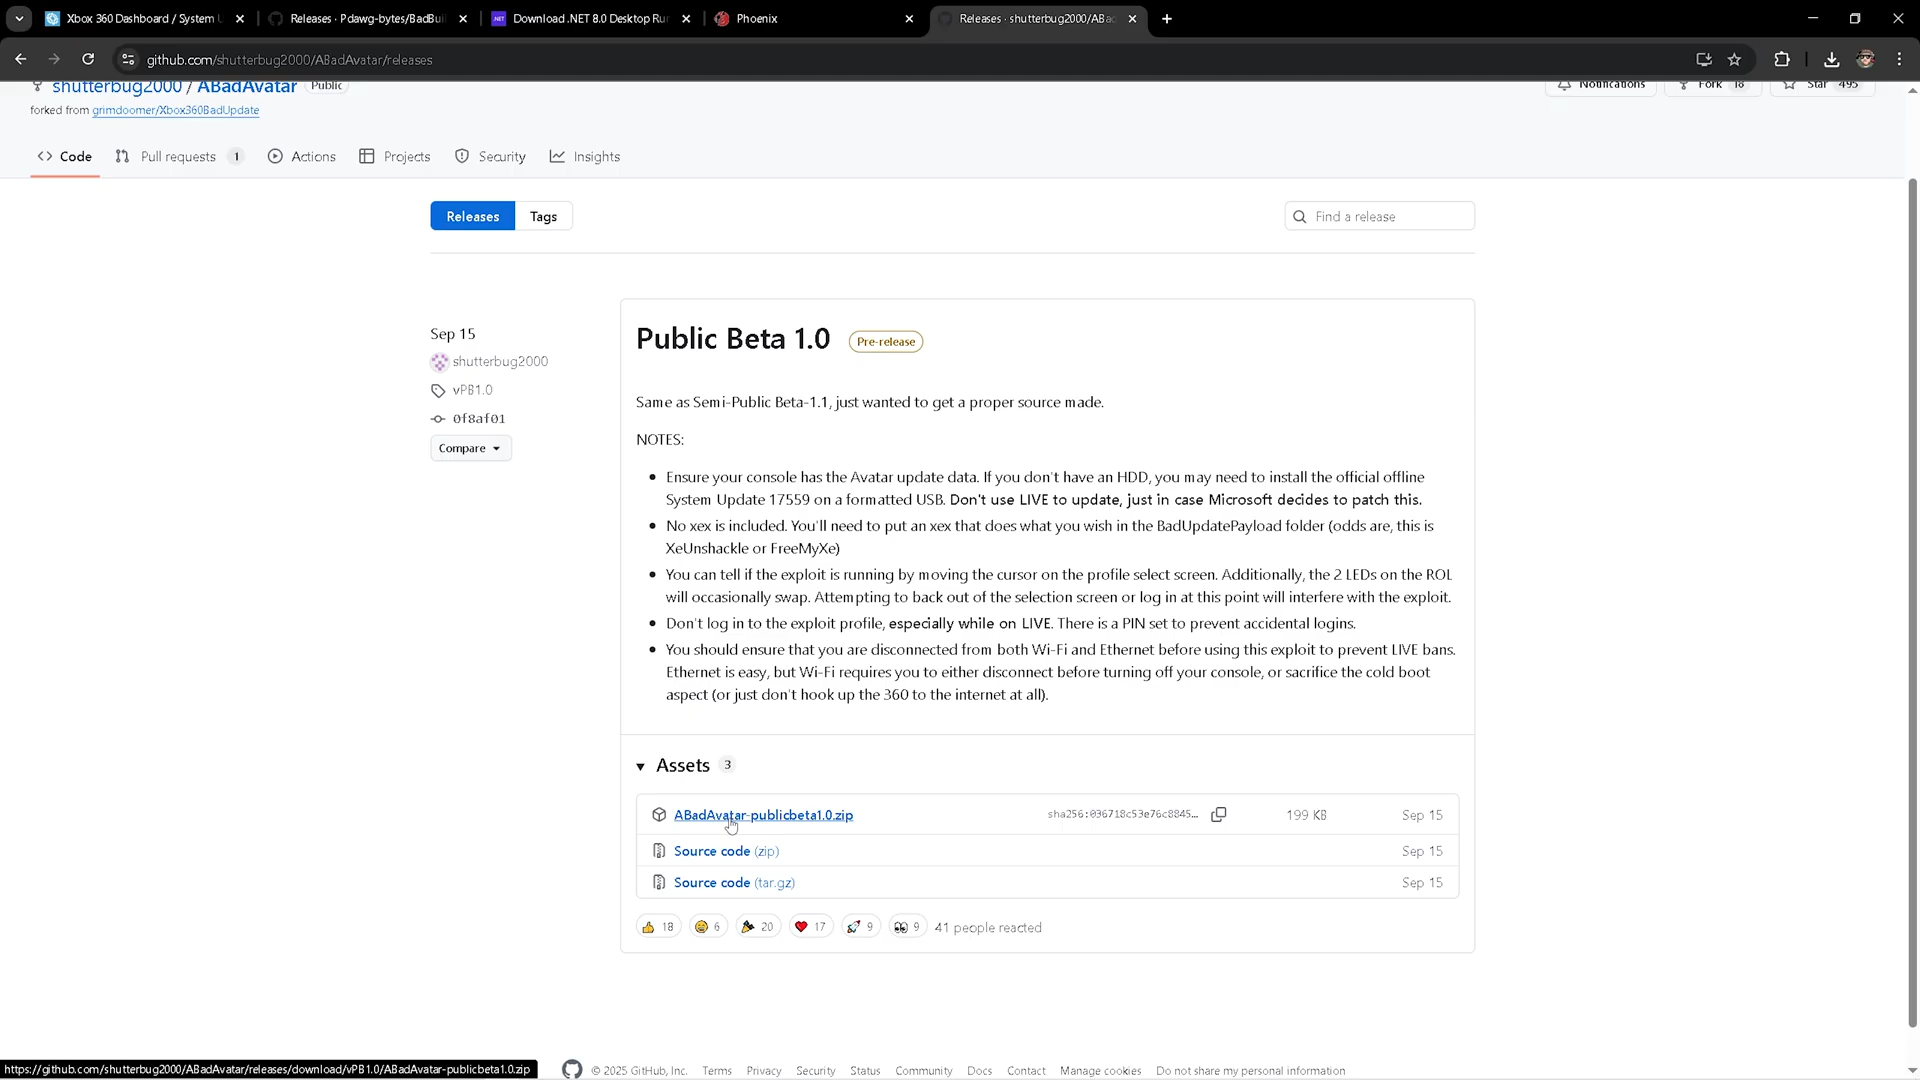 Xbox 360 Dashboard / System U
Releases · Pdawg-bytes/BadBuil
Download .NET 8.0 Desktop Run
Phoenix
Releases · shutterbug2000/ABad
github.com/shutterbug2000/ABadAvatar/releases
shutterbug2000 / ABadAvatar Public
Notifications
Fork 18
Star 495
forked from grimdoomer/Xbox360BadUpdate
Code
Pull requests 1
Actions
Projects
Security
Insights
Releases
Tags
Find a release
Sep 15
shutterbug2000
vPB1.0
0f8af01
Compare
Public Beta 1.0 Pre-release
Same as Semi-Public Beta-1.1, just wanted to get a proper source made.
NOTES:
Ensure your console has the Avatar update data. If you don't have an HDD, you may need to install the official offline
System Update 17559 on a formatted USB. Don't use LIVE to update, just in case Microsoft decides to patch this.
No xex is included. You'll need to put an xex that does what you wish in the BadUpdatePayload folder (odds are, this is
XeUnshackle or FreeMyXe)
You can tell if the exploit is running by moving the cursor on the profile select screen. Additionally, the 2 LEDs on the ROL
will occasionally swap. Attempting to back out of the selection screen or log in at this point will interfere with the exploit.
Don't log in to the exploit profile, especially while on LIVE. There is a PIN set to prevent accidental logins.
You should ensure that you are disconnected from both Wi-Fi and Ethernet before using this exploit to prevent LIVE bans.
Ethernet is easy, but Wi-Fi requires you to either disconnect before turning off your console, or sacrifice the cold boot
aspect (or just don't hook up the 360 to the internet at all).
Assets 3
ABadAvatar-publicbeta1.0.zip sha256:036718c53e76c8845... 199 KB Sep 15
Source code (zip) Sep 15
Source code (tar.gz) Sep 15
18 6 20 17 9 9 41 people reacted
https://github.com/shutterbug2000/ABadAvatar/releases/download/vPB1.0/ABadAvatar-publicbeta1.0.zip
© 2025 GitHub, Inc. Terms Privacy Security Status Community Docs Contact Manage cookies Do not share my personal information